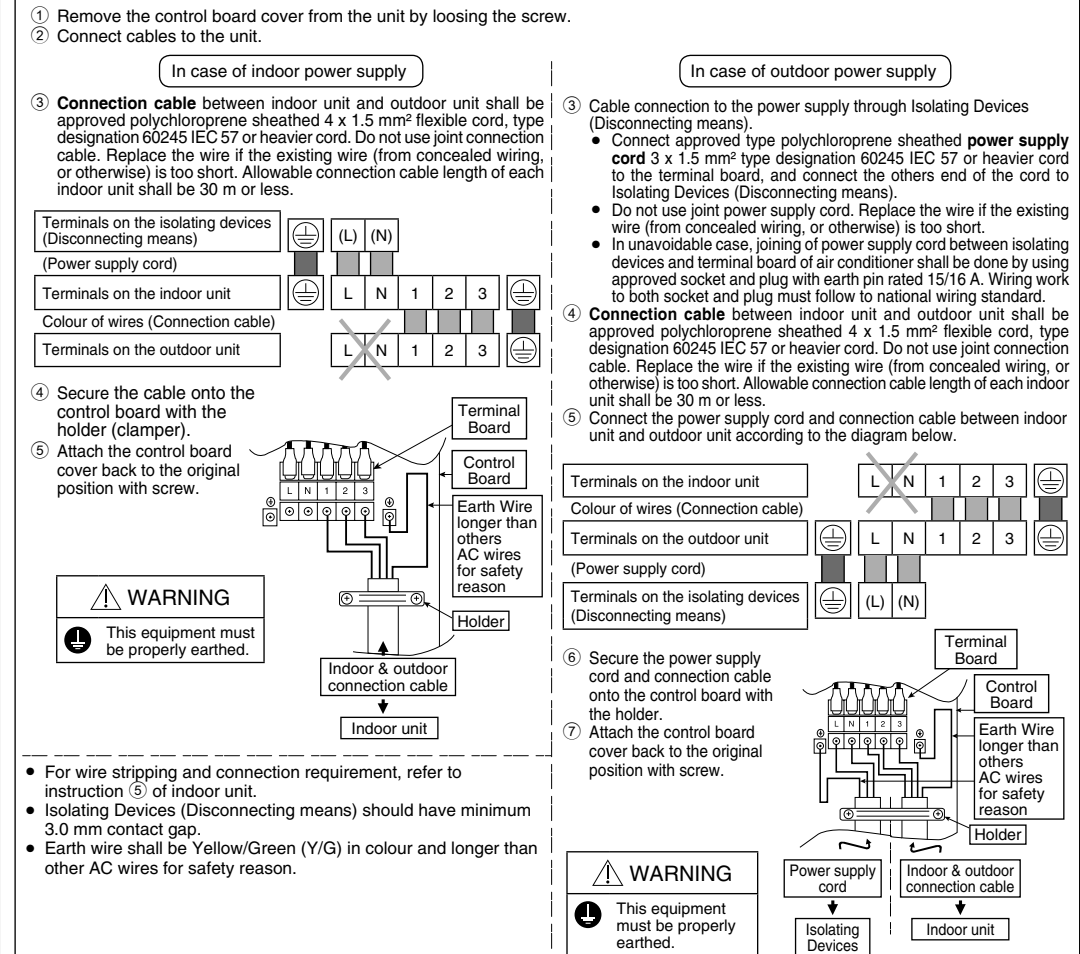 ① Remove the control board cover from the unit by loosing the screw.
② Connect cables to the unit.
In case of indoor power supply
③ Connection cable between indoor unit and outdoor unit shall be
approved polychloroprene sheathed 4 x 1.5 mm² flexible cord, type
designation 60245 IEC 57 or heavier cord. Do not use joint connection
cable. Replace the wire if the existing wire (from concealed wiring,
or otherwise) is too short. Allowable connection cable length of each
indoor unit shall be 30 m or less.
Terminals on the isolating devices
(Disconnecting means)
(L) (N)
(Power supply cord)
Terminals on the indoor unit
L N 1 2 3
Colour of wires (Connection cable)
Terminals on the outdoor unit
L N 1 2 3
④ Secure the cable onto the
control board with the
holder (clamper).
⑤ Attach the control board
cover back to the original
position with screw.
Terminal
Board
Control
Board
L N 1 2 3
Earth Wire
longer than
others
AC wires
for safety
reason
Holder
Indoor & outdoor
connection cable
Indoor unit
WARNING
This equipment must
be properly earthed.
• For wire stripping and connection requirement, refer to
instruction ⑤ of indoor unit.
• Isolating Devices (Disconnecting means) should have minimum
3.0 mm contact gap.
• Earth wire shall be Yellow/Green (Y/G) in colour and longer than
other AC wires for safety reason.
In case of outdoor power supply
③ Cable connection to the power supply through Isolating Devices
(Disconnecting means).
• Connect approved type polychloroprene sheathed power supply
cord 3 x 1.5 mm² type designation 60245 IEC 57 or heavier cord
to the terminal board, and connect the others end of the cord to
Isolating Devices (Disconnecting means).
• Do not use joint power supply cord. Replace the wire if the existing
wire (from concealed wiring, or otherwise) is too short.
• In unavoidable case, joining of power supply cord between isolating
devices and terminal board of air conditioner shall be done by using
approved socket and plug with earth pin rated 15/16 A. Wiring work
to both socket and plug must follow to national wiring standard.
④ Connection cable between indoor unit and outdoor unit shall be
approved polychloroprene sheathed 4 x 1.5 mm² flexible cord, type
designation 60245 IEC 57 or heavier cord. Do not use joint connection
cable. Replace the wire if the existing wire (from concealed wiring, or
otherwise) is too short. Allowable connection cable length of each indoor
unit shall be 30 m or less.
⑤ Connect the power supply cord and connection cable between indoor
unit and outdoor unit according to the diagram below.
Terminals on the indoor unit
L N 1 2 3
Colour of wires (Connection cable)
Terminals on the outdoor unit
L N 1 2 3
(Power supply cord)
Terminals on the isolating devices
(Disconnecting means)
(L) (N)
⑥ Secure the power supply
cord and connection cable
onto the control board with
the holder.
⑦ Attach the control board
cover back to the original
position with screw.
Terminal
Board
Control
Board
L N 1 2 3
Earth Wire
longer than
others
AC wires
for safety
reason
Holder
Power supply
cord
Indoor & outdoor
connection cable
Isolating
Devices
Indoor unit
WARNING
This equipment
must be properly
earthed.